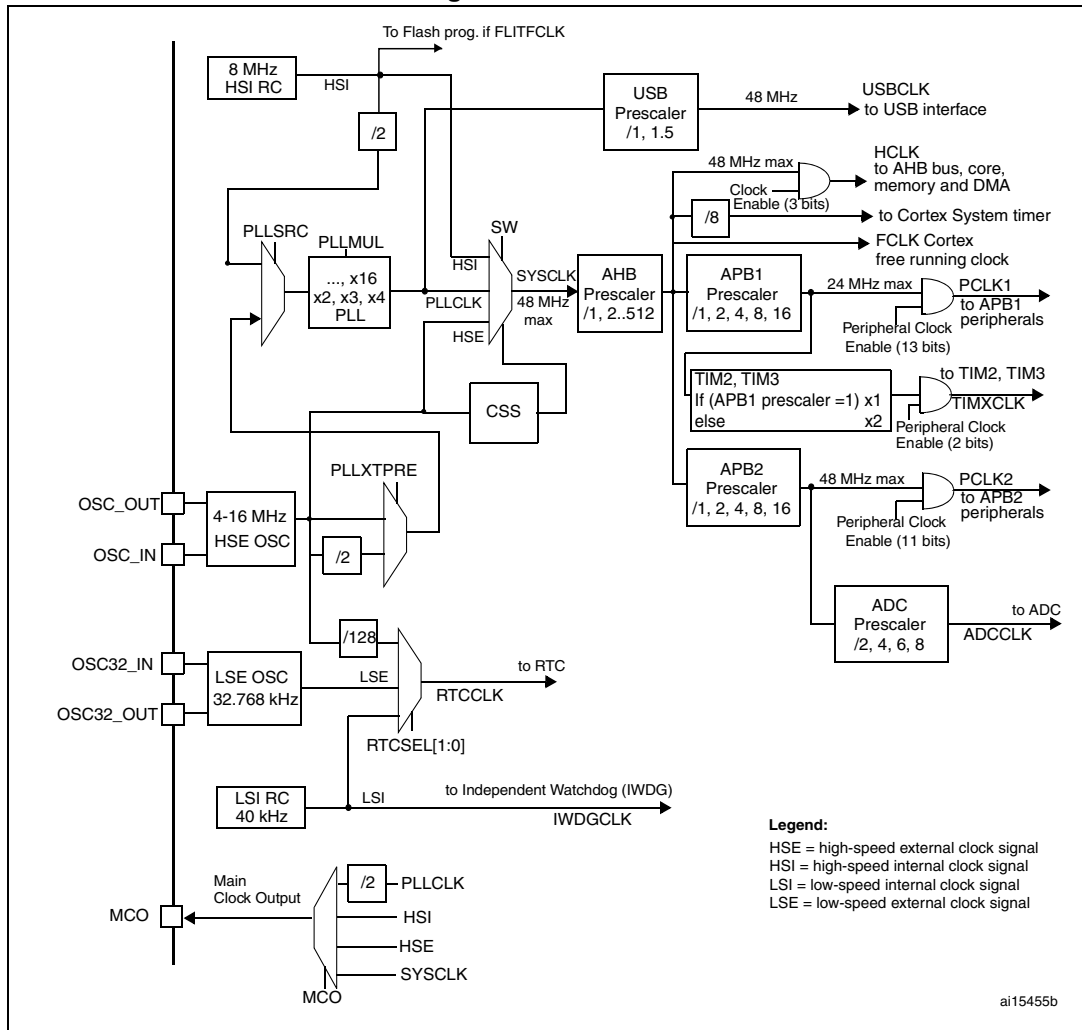 To Flash prog. if FLITFCLK
8 MHz
HSI RC
HSI
/2
USB
Prescaler
/1, 1.5
48 MHz
USBCLK
to USB interface
48 MHz max
HCLK
to AHB bus, core,
memory and DMA
Clock
Enable (3 bits)
/8
to Cortex System timer
FCLK Cortex
free running clock
PLLSRC
PLLMUL
..., x16
x2, x3, x4
PLL
SW
HSI
PLLCLK
HSE
SYSCLK
48 MHz
max
AHB
Prescaler
/1, 2..512
APB1
Prescaler
/1, 2, 4, 8, 16
24 MHz max
PCLK1
to APB1
peripherals
Peripheral Clock
Enable (13 bits)
TIM2, TIM3
If (APB1 prescaler =1) x1
else x2
to TIM2, TIM3
TIMXCLK
Peripheral Clock
Enable (2 bits)
CSS
PLLXTPRE
OSC_OUT
OSC_IN
4-16 MHz
HSE OSC
/2
APB2
Prescaler
/1, 2, 4, 8, 16
48 MHz max
PCLK2
to APB2
peripherals
Peripheral Clock
Enable (11 bits)
ADC
Prescaler
/2, 4, 6, 8
to ADC
ADCCLK
/128
OSC32_IN
OSC32_OUT
LSE OSC
32.768 kHz
LSE
to RTC
RTCCLK
RTCSEL[1:0]
LSI RC
40 kHz
LSI
to Independent Watchdog (IWDG)
IWDGCLK
Legend:
HSE = high-speed external clock signal
HSI = high-speed internal clock signal
LSI = low-speed internal clock signal
LSE = low-speed external clock signal
MCO
Main
Clock Output
/2
PLLCLK
HSI
HSE
SYSCLK
MCO
ai15455b